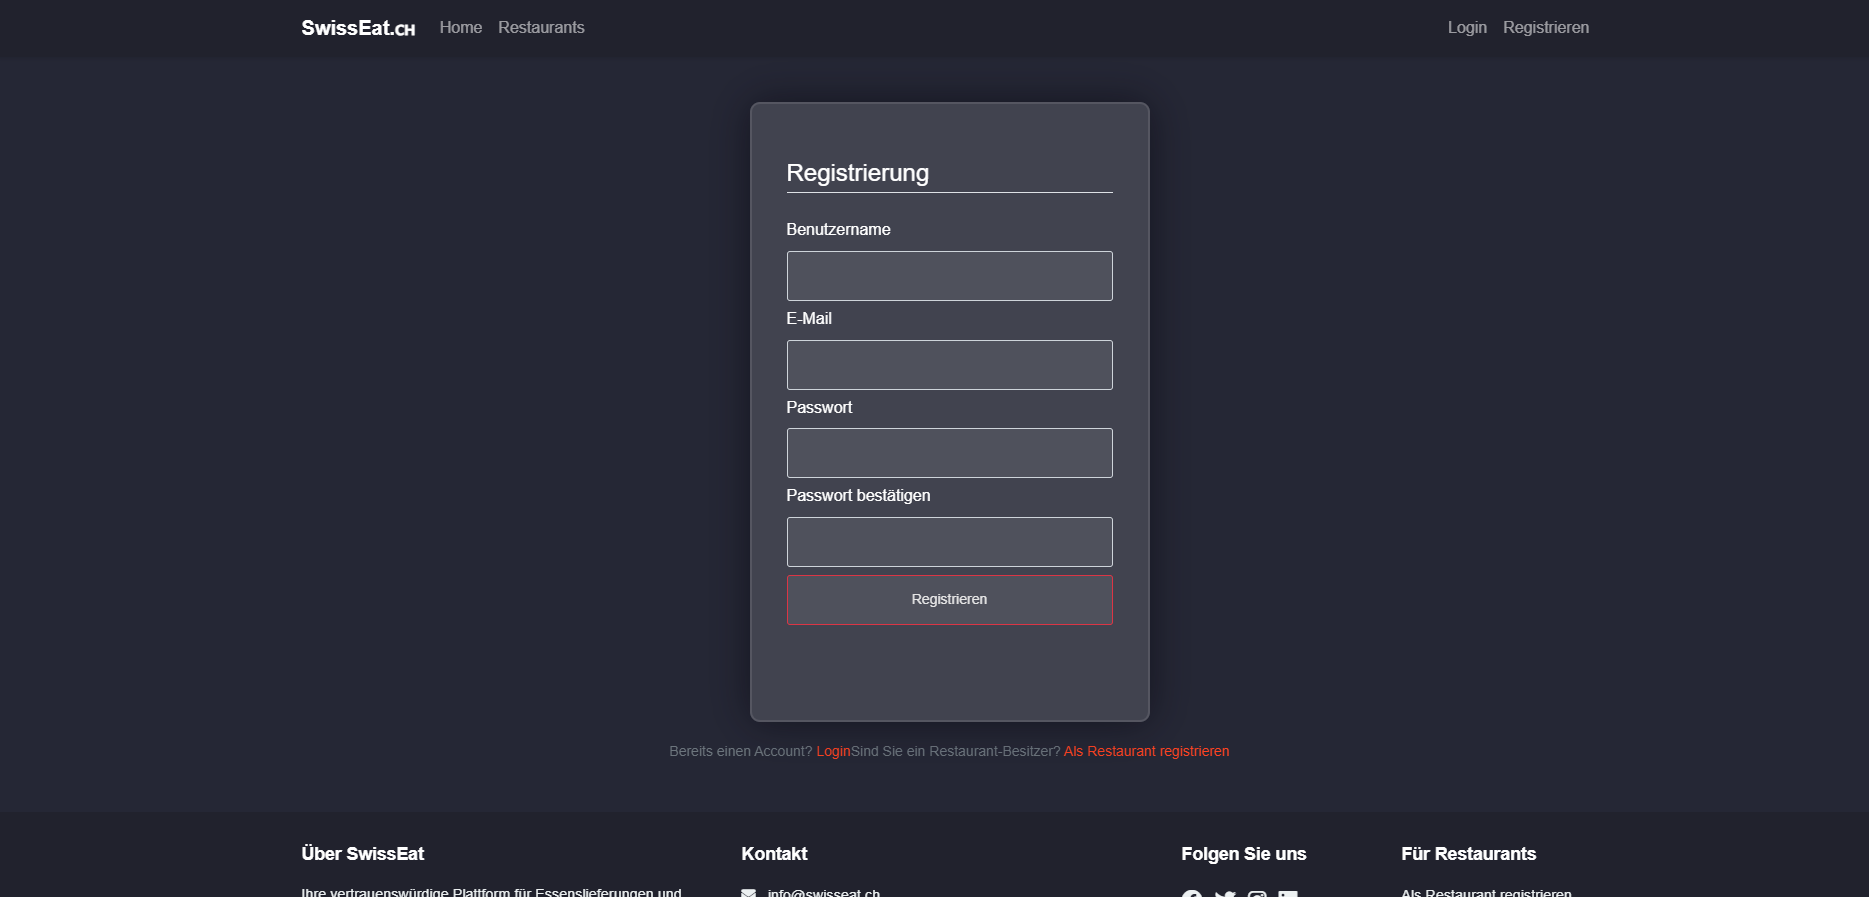 SwissEat.CH Home Restaurants Login Registrieren
Registrierung
Benutzername
E-Mail
Passwort
Passwort bestätigen
Registrieren
Bereits einen Account? LoginSind Sie ein Restaurant-Besitzer? Als Restaurant registrieren
Über SwissEat
Ihre vertrauenswürdige Plattform für Essenslieferungen und
Kontakt
info@swisseat.ch
Folgen Sie uns
Für Restaurants
Als Restaurant registrieren